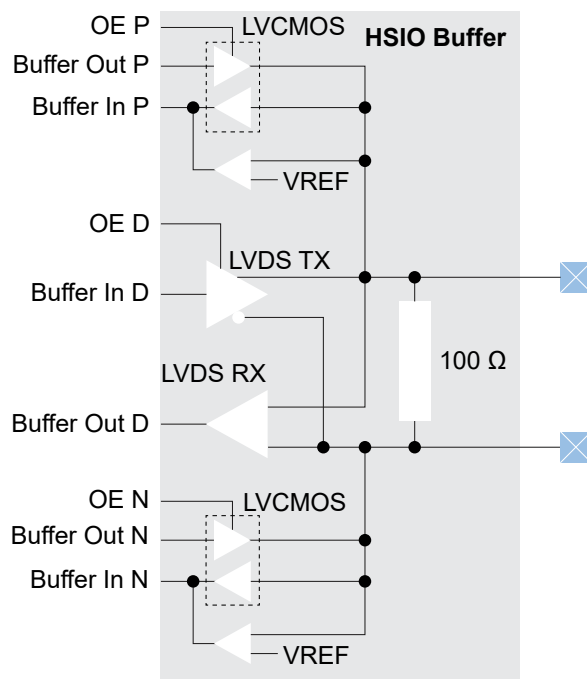 OE P
LVCMOS
HSIO Buffer
Buffer Out P
Buffer In P
VREF
OE D
LVDS TX
Buffer In D
LVDS RX
100 Ω
Buffer Out D
OE N
LVCMOS
Buffer Out N
Buffer In N
VREF